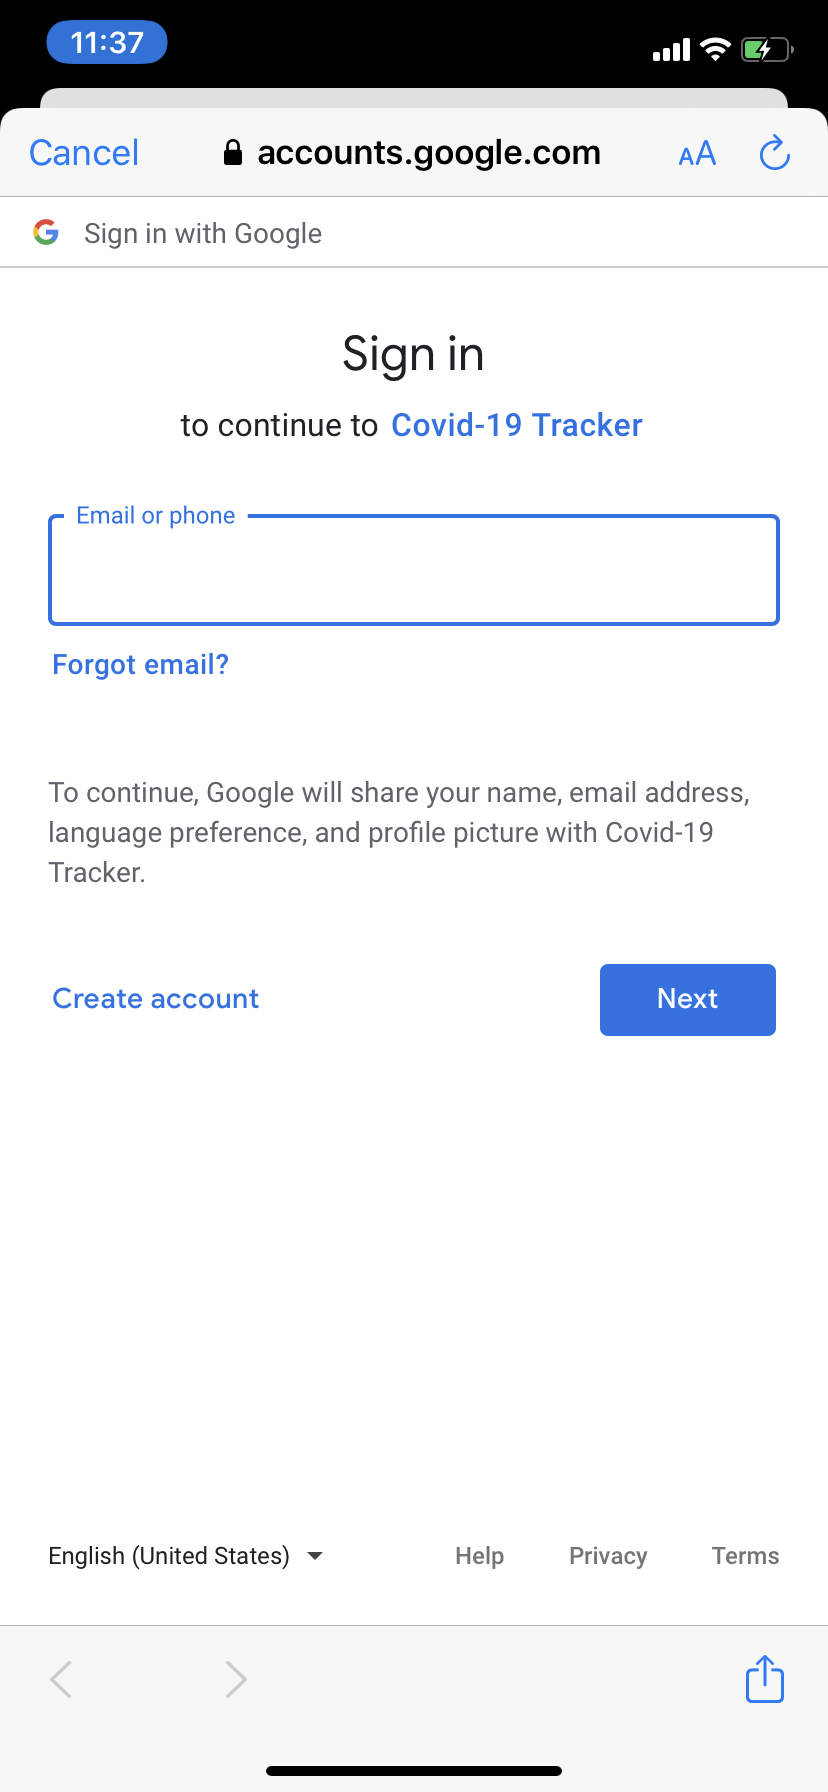 11:37
Cancel
accounts.google.com
AA
Sign in with Google
Sign in
to continue to Covid-19 Tracker
Email or phone
Forgot email?
To continue, Google will share your name, email address,
language preference, and profile picture with Covid-19
Tracker.
Create account
Next
English (United States)
Help
Privacy
Terms